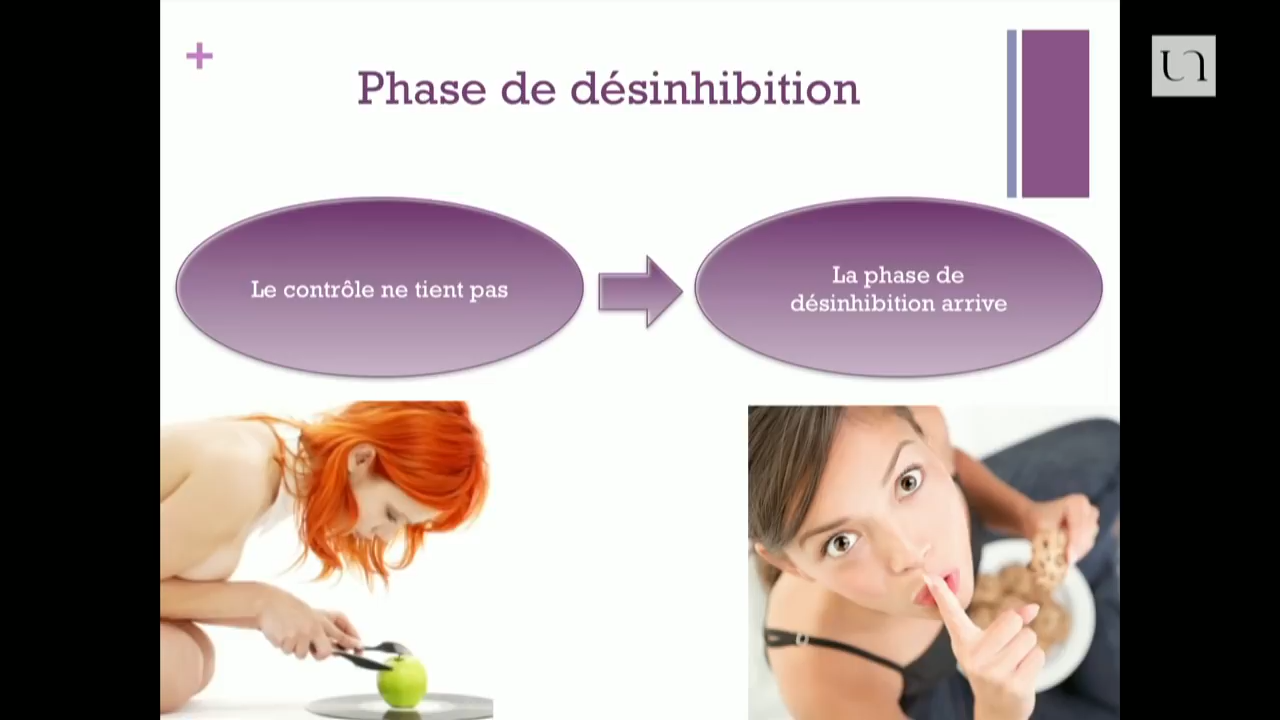 +
Phase de désinhibition
Le contrôle ne tient pas
La phase de
désinhibition arrive